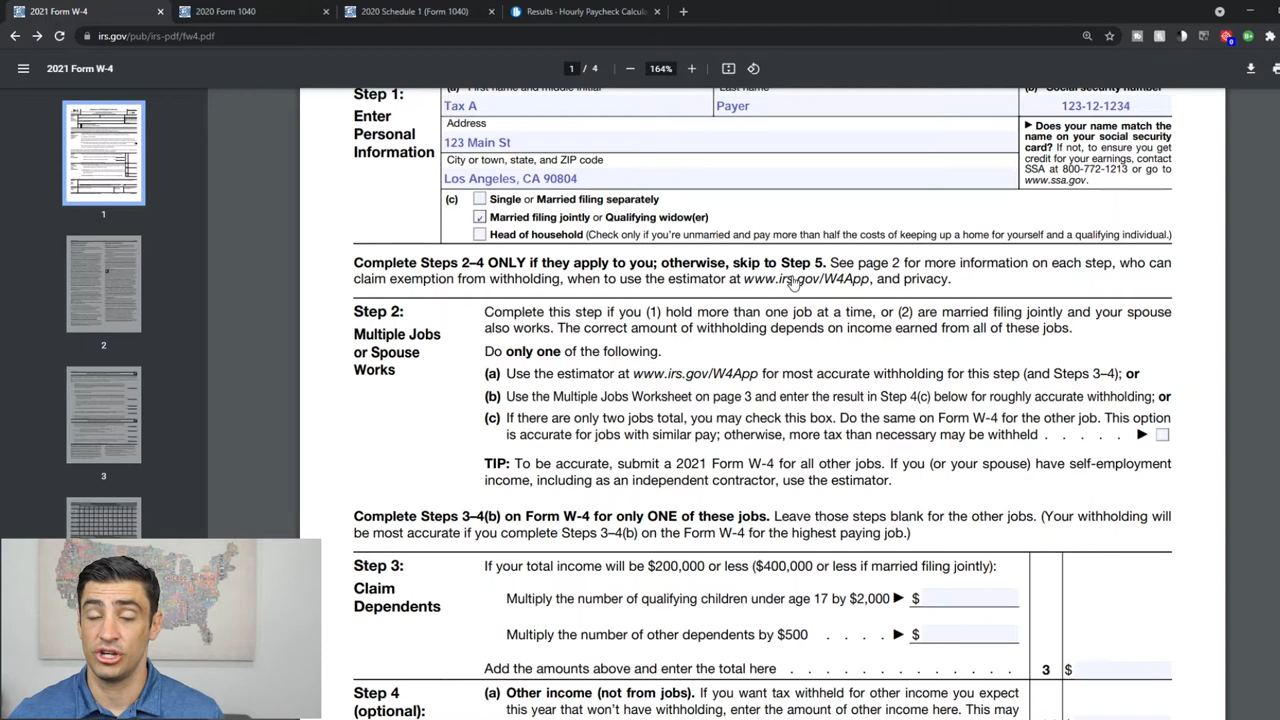 2021 Form W-4
2020 Form 1040
2020 Schedule 1 (Form 1040)
Results - Hourly Paycheck Calcul
irs.gov/pub/irs-pdf/fw4.pdf
2021 Form W-4
1 / 4
164%
1
2
3
Step 1:
Enter
Personal
Information
(a) First name and middle initial
Last name
(b) Social security number
Tax A
Payer
123-12-1234
Address
123 Main St
City or town, state, and ZIP code
Los Angeles, CA 90804
▶ Does your name match the
name on your social security
card? If not, to ensure you get
credit for your earnings, contact
SSA at 800-772-1213 or go to
www.ssa.gov.
(c) Single or Married filing separately
✓ Married filing jointly or Qualifying widow(er)
Head of household (Check only if you're unmarried and pay more than half the costs of keeping up a home for yourself and a qualifying individual.)
Complete Steps 2–4 ONLY if they apply to you; otherwise, skip to Step 5. See page 2 for more information on each step, who can
claim exemption from withholding, when to use the estimator at www.irs.gov/W4App, and privacy.
Step 2:
Multiple Jobs
or Spouse
Works
Complete this step if you (1) hold more than one job at a time, or (2) are married filing jointly and your spouse
also works. The correct amount of withholding depends on income earned from all of these jobs.
Do only one of the following.
(a) Use the estimator at www.irs.gov/W4App for most accurate withholding for this step (and Steps 3–4); or
(b) Use the Multiple Jobs Worksheet on page 3 and enter the result in Step 4(c) below for roughly accurate withholding; or
(c) If there are only two jobs total, you may check this box. Do the same on Form W-4 for the other job. This option
is accurate for jobs with similar pay; otherwise, more tax than necessary may be withheld . . . . . ▶
TIP: To be accurate, submit a 2021 Form W-4 for all other jobs. If you (or your spouse) have self-employment
income, including as an independent contractor, use the estimator.
Complete Steps 3–4(b) on Form W-4 for only ONE of these jobs. Leave those steps blank for the other jobs. (Your withholding will
be most accurate if you complete Steps 3–4(b) on the Form W-4 for the highest paying job.)
Step 3:
Claim
Dependents
If your total income will be $200,000 or less ($400,000 or less if married filing jointly):
Multiply the number of qualifying children under age 17 by $2,000 ▶ $
Multiply the number of other dependents by $500 . . . . ▶ $
Add the amounts above and enter the total here . . . . . . . . . . . . . 3 $
Step 4
(optional):
(a) Other income (not from jobs). If you want tax withheld for other income you expect
this year that won't have withholding, enter the amount of other income here. This may